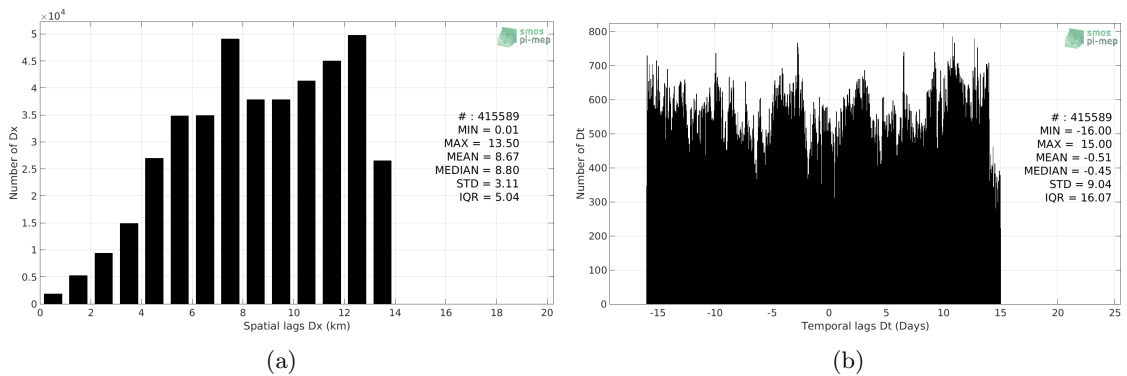 ×10⁴
5
4.5
4
3.5
3
2.5
2
1.5
1
0.5
0
Number of Dx
smos
pi-mep
# : 415589
MIN = 0.01
MAX = 13.50
MEAN = 8.67
MEDIAN = 8.80
STD = 3.11
IQR = 5.04
0 2 4 6 8 10 12 14 16 18 20
Spatial lags Dx (km)
(a)
800
700
600
500
400
300
200
100
0
Number of Dt
smos
pi-mep
# : 415589
MIN = -16.00
MAX = 15.00
MEAN = -0.51
MEDIAN = -0.45
STD = 9.04
IQR = 16.07
-15 -10 -5 0 5 10 15 20 25
Temporal lags Dt (Days)
(b)